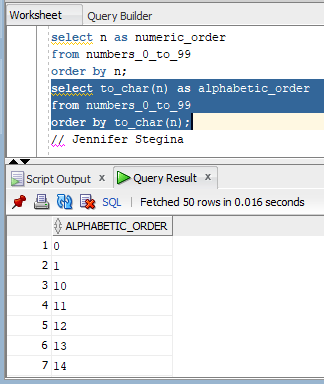 Worksheet Query Builder
select n as numeric_order
from numbers_0_to_99
order by n;
select to_char(n) as alphabetic_order
from numbers_0_to_99
order by to_char(n);
// Jennifer Stegina
Script Output x Query Result x
SQL | Fetched 50 rows in 0.016 seconds
ALPHABETIC_ORDER
1 0
2 1
3 10
4 11
5 12
6 13
7 14